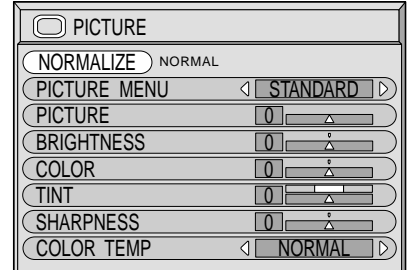 PICTURE
NORMALIZE NORMAL
PICTURE MENU STANDARD
PICTURE 0
BRIGHTNESS 0
COLOR 0
TINT 0
SHARPNESS 0
COLOR TEMP NORMAL